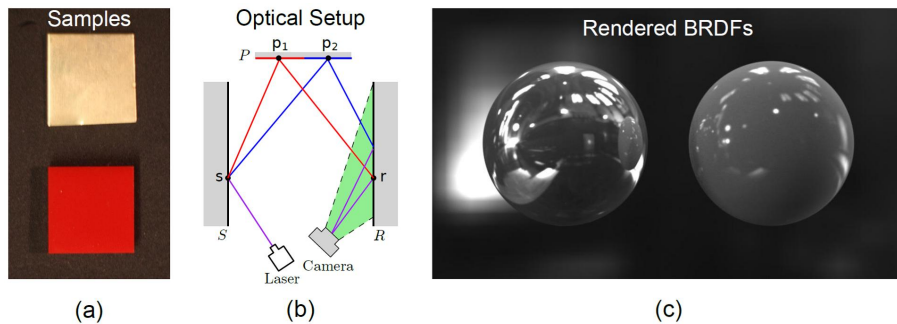 Samples
Optical Setup
Rendered BRDFs
P
p1
p2
s
r
S
R
Camera
Laser
(a)
(b)
(c)